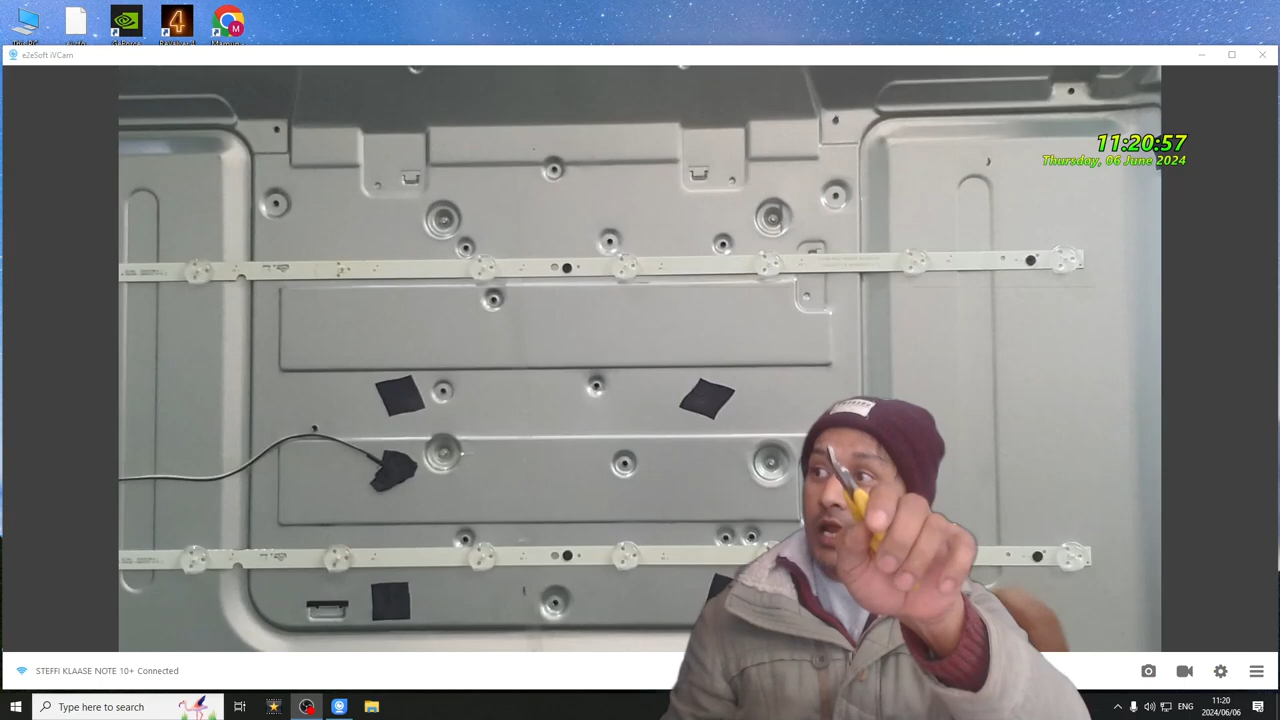 e2eSoft iVCam
11:20:57
Thursday, 06 June 2024
STEFFI KLAASE NOTE 10+ Connected
Type here to search
ENG
11:20
2024/06/06